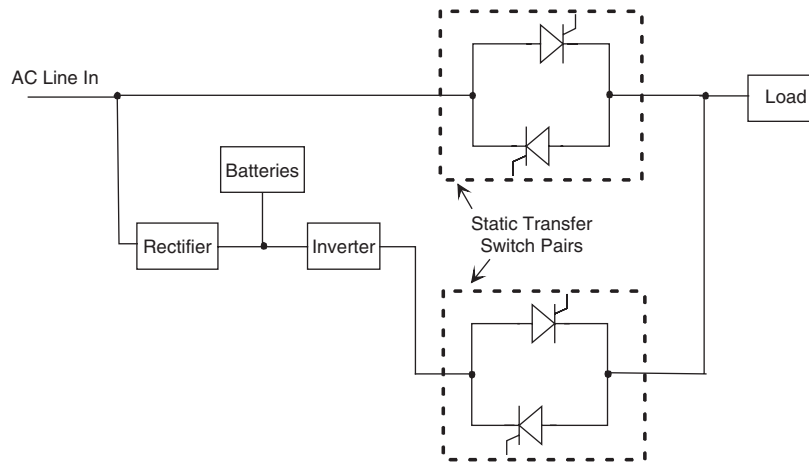 AC Line In
Load
Batteries
Rectifier
Inverter
Static Transfer
Switch Pairs